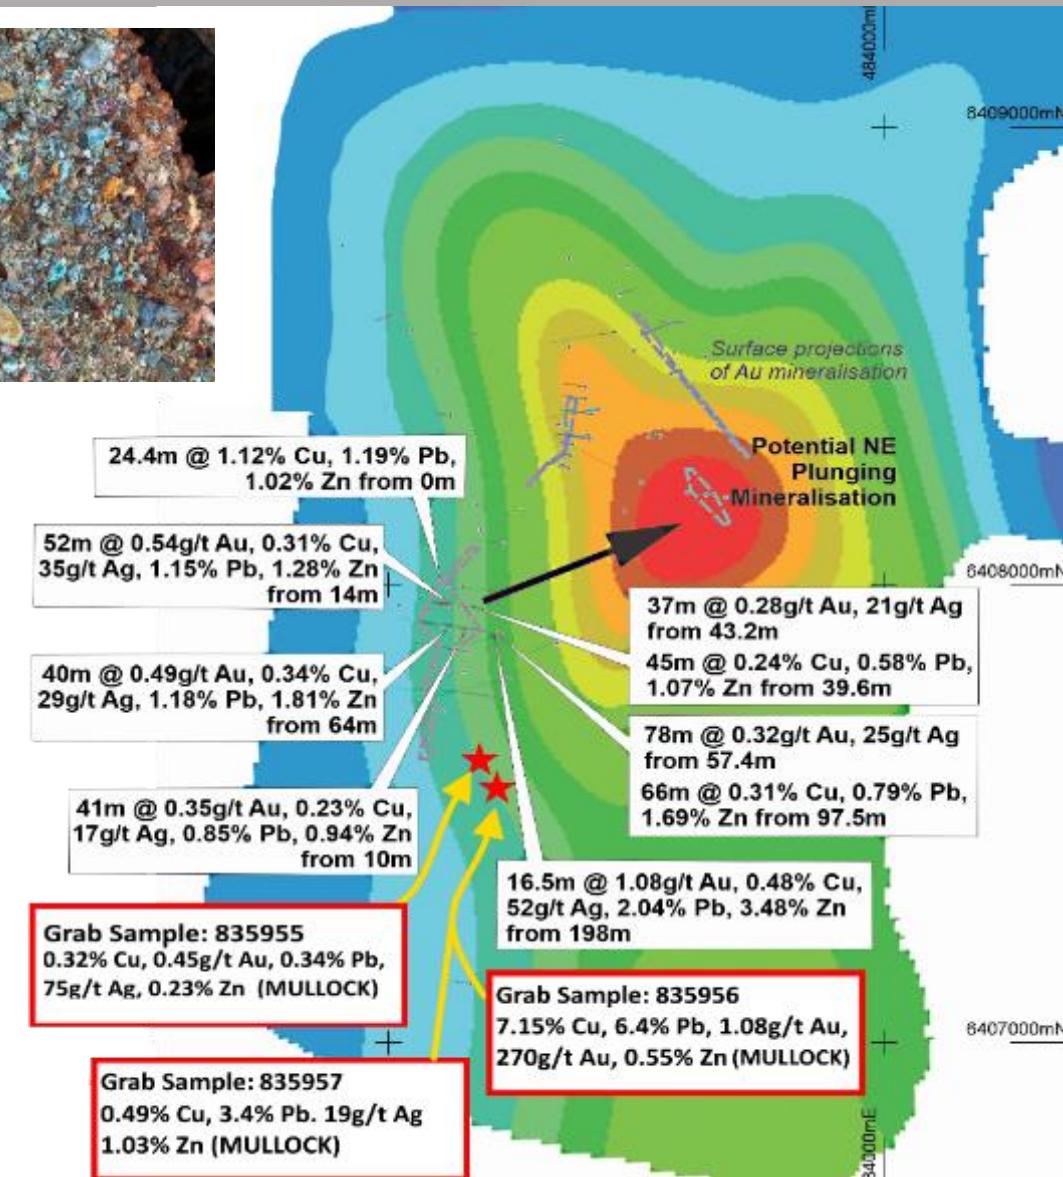 484000mE
6409000mN
Surface projections
of Au mineralisation
Potential NE
Plunging
Mineralisation
24.4m @ 1.12% Cu, 1.19% Pb,
1.02% Zn from 0m
52m @ 0.54g/t Au, 0.31% Cu,
35g/t Ag, 1.15% Pb, 1.28% Zn
from 14m
6408000mN
37m @ 0.28g/t Au, 21g/t Ag
from 43.2m
45m @ 0.24% Cu, 0.58% Pb,
1.07% Zn from 39.6m
40m @ 0.49g/t Au, 0.34% Cu,
29g/t Ag, 1.18% Pb, 1.81% Zn
from 64m
78m @ 0.32g/t Au, 25g/t Ag
from 57.4m
66m @ 0.31% Cu, 0.79% Pb,
1.69% Zn from 97.5m
41m @ 0.35g/t Au, 0.23% Cu,
17g/t Ag, 0.85% Pb, 0.94% Zn
from 10m
16.5m @ 1.08g/t Au, 0.48% Cu,
52g/t Ag, 2.04% Pb, 3.48% Zn
from 198m
Grab Sample: 835955
0.32% Cu, 0.45g/t Au, 0.34% Pb,
75g/t Ag, 0.23% Zn (MULLOCK)
Grab Sample: 835956
7.15% Cu, 6.4% Pb, 1.08g/t Au,
270g/t Au, 0.55% Zn (MULLOCK)
6407000mN
Grab Sample: 835957
0.49% Cu, 3.4% Pb. 19g/t Ag
1.03% Zn (MULLOCK)
84000mE